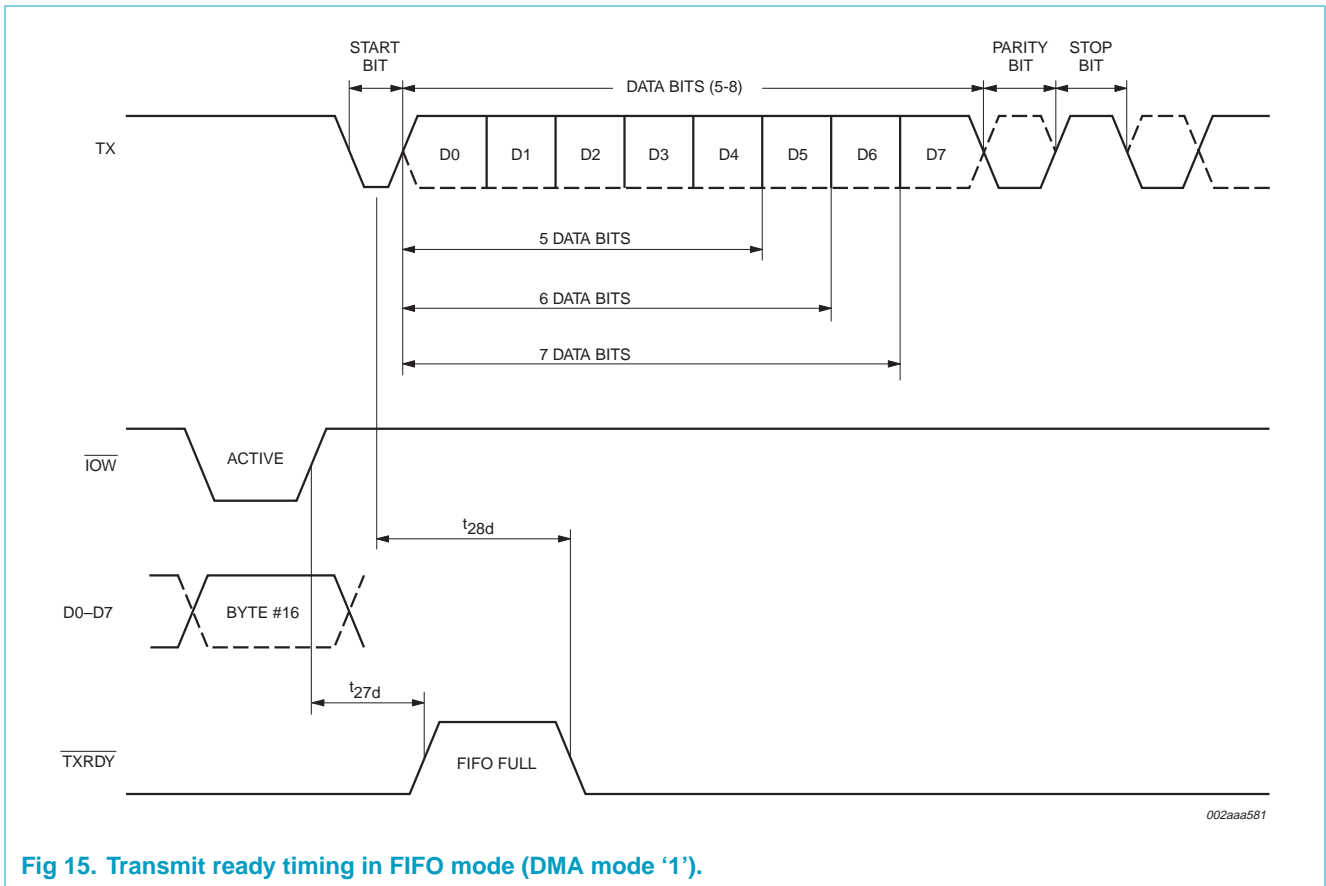 START
BIT
DATA BITS (5-8)
PARITY
BIT
STOP
BIT
TX
D0 D1 D2 D3 D4 D5 D6 D7
5 DATA BITS
6 DATA BITS
7 DATA BITS
IOW
ACTIVE
t28d
D0–D7
BYTE #16
t27d
TXRDY
FIFO FULL
002aaa581
Fig 15. Transmit ready timing in FIFO mode (DMA mode ‘1’).